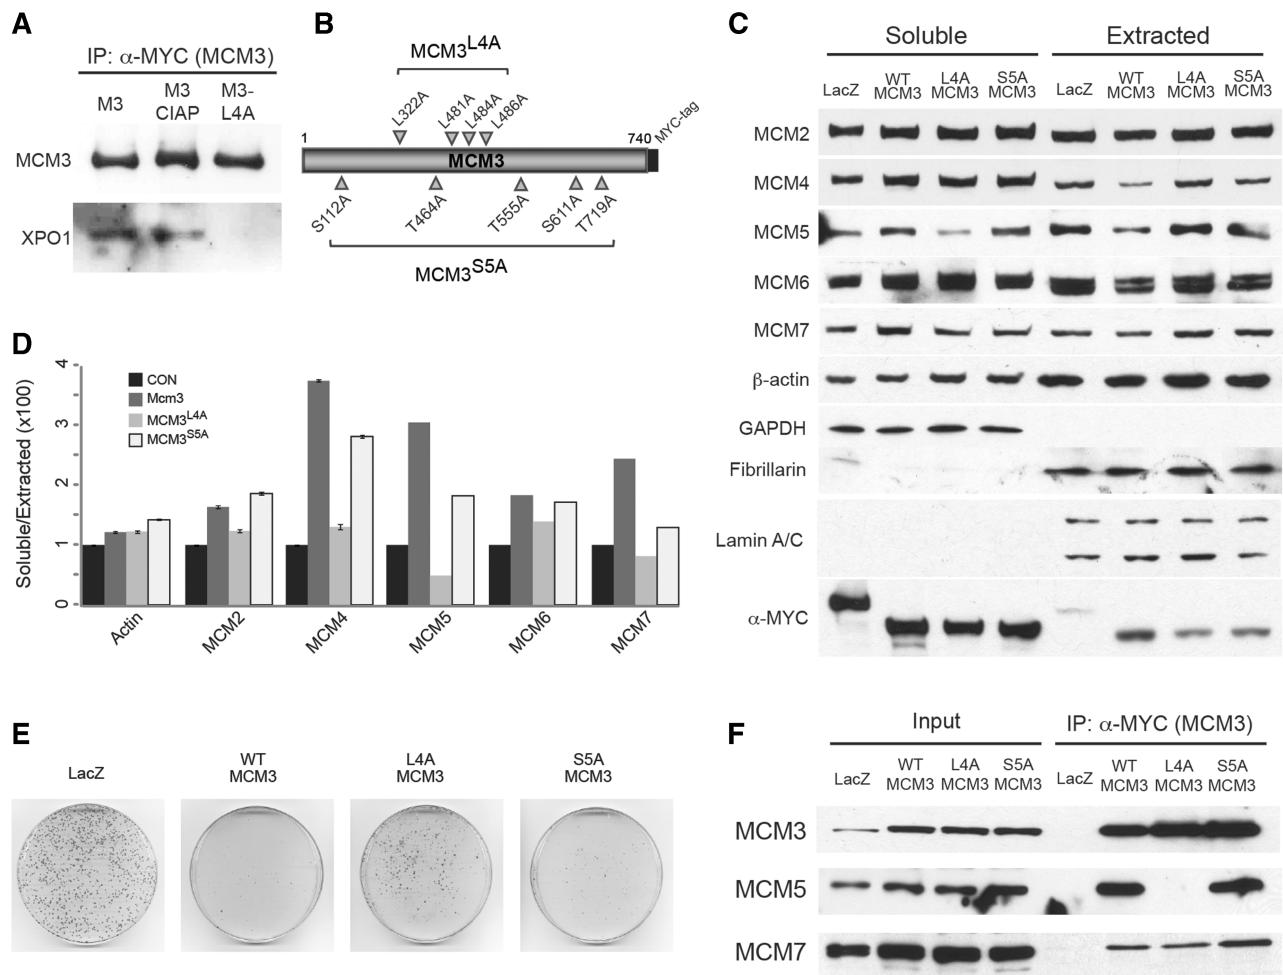 A
IP: α-MYC (MCM3)
M3
M3 CIAP
M3-L4A
MCM3
XPO1
B
MCM3L4A
L322A
L481A
L484A
L486A
1
740
MYC-tag
MCM3
S112A
T464A
T555A
S611A
T719A
MCM3S5A
C
Soluble
Extracted
LacZ
WT MCM3
L4A MCM3
S5A MCM3
LacZ
WT MCM3
L4A MCM3
S5A MCM3
MCM2
MCM4
MCM5
MCM6
MCM7
β-actin
GAPDH
Fibrillarin
Lamin A/C
α-MYC
D
Soluble/Extracted (x100)
4
3
2
1
0
CON
Mcm3
MCM3L4A
MCM3S5A
Actin
MCM2
MCM4
MCM5
MCM6
MCM7
E
LacZ
WT MCM3
L4A MCM3
S5A MCM3
F
Input
IP: α-MYC (MCM3)
LacZ
WT MCM3
L4A MCM3
S5A MCM3
LacZ
WT MCM3
L4A MCM3
S5A MCM3
MCM3
MCM5
MCM7